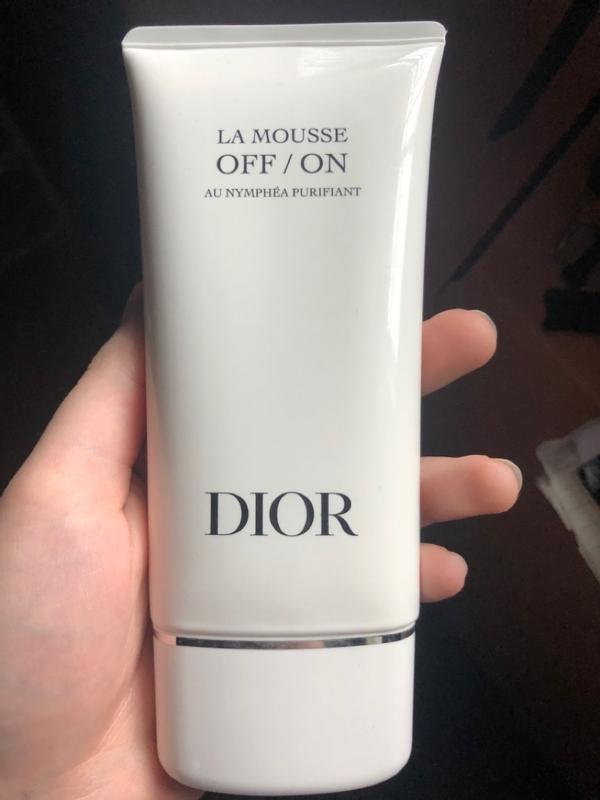 LA MOUSSE
OFF / ON
AU NYMPHÉA PURIFIANT
DIOR